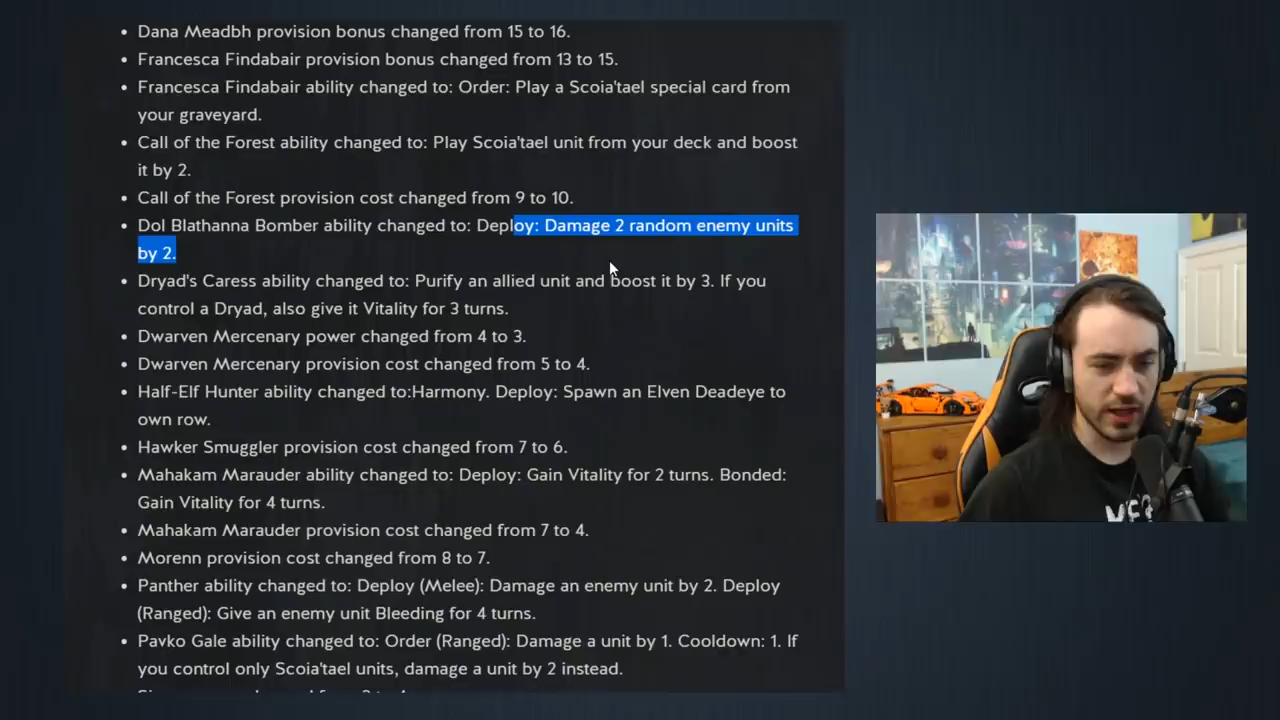 Dana Meadbh provision bonus changed from 15 to 16.
Francesca Findabair provision bonus changed from 13 to 15.
Francesca Findabair ability changed to: Order: Play a Scoia'tael special card from
your graveyard.
Call of the Forest ability changed to: Play Scoia'tael unit from your deck and boost
it by 2.
Call of the Forest provision cost changed from 9 to 10.
Dol Blathanna Bomber ability changed to: Deploy: Damage 2 random enemy units
by 2.
Dryad's Caress ability changed to: Purify an allied unit and boost it by 3. If you
control a Dryad, also give it Vitality for 3 turns.
Dwarven Mercenary power changed from 4 to 3.
Dwarven Mercenary provision cost changed from 5 to 4.
Half-Elf Hunter ability changed to:Harmony. Deploy: Spawn an Elven Deadeye to
own row.
Hawker Smuggler provision cost changed from 7 to 6.
Mahakam Marauder ability changed to: Deploy: Gain Vitality for 2 turns. Bonded:
Gain Vitality for 4 turns.
Mahakam Marauder provision cost changed from 7 to 4.
Morenn provision cost changed from 8 to 7.
Panther ability changed to: Deploy (Melee): Damage an enemy unit by 2. Deploy
(Ranged): Give an enemy unit Bleeding for 4 turns.
Pavko Gale ability changed to: Order (Ranged): Damage a unit by 1. Cooldown: 1. If
you control only Scoia'tael units, damage a unit by 2 instead.